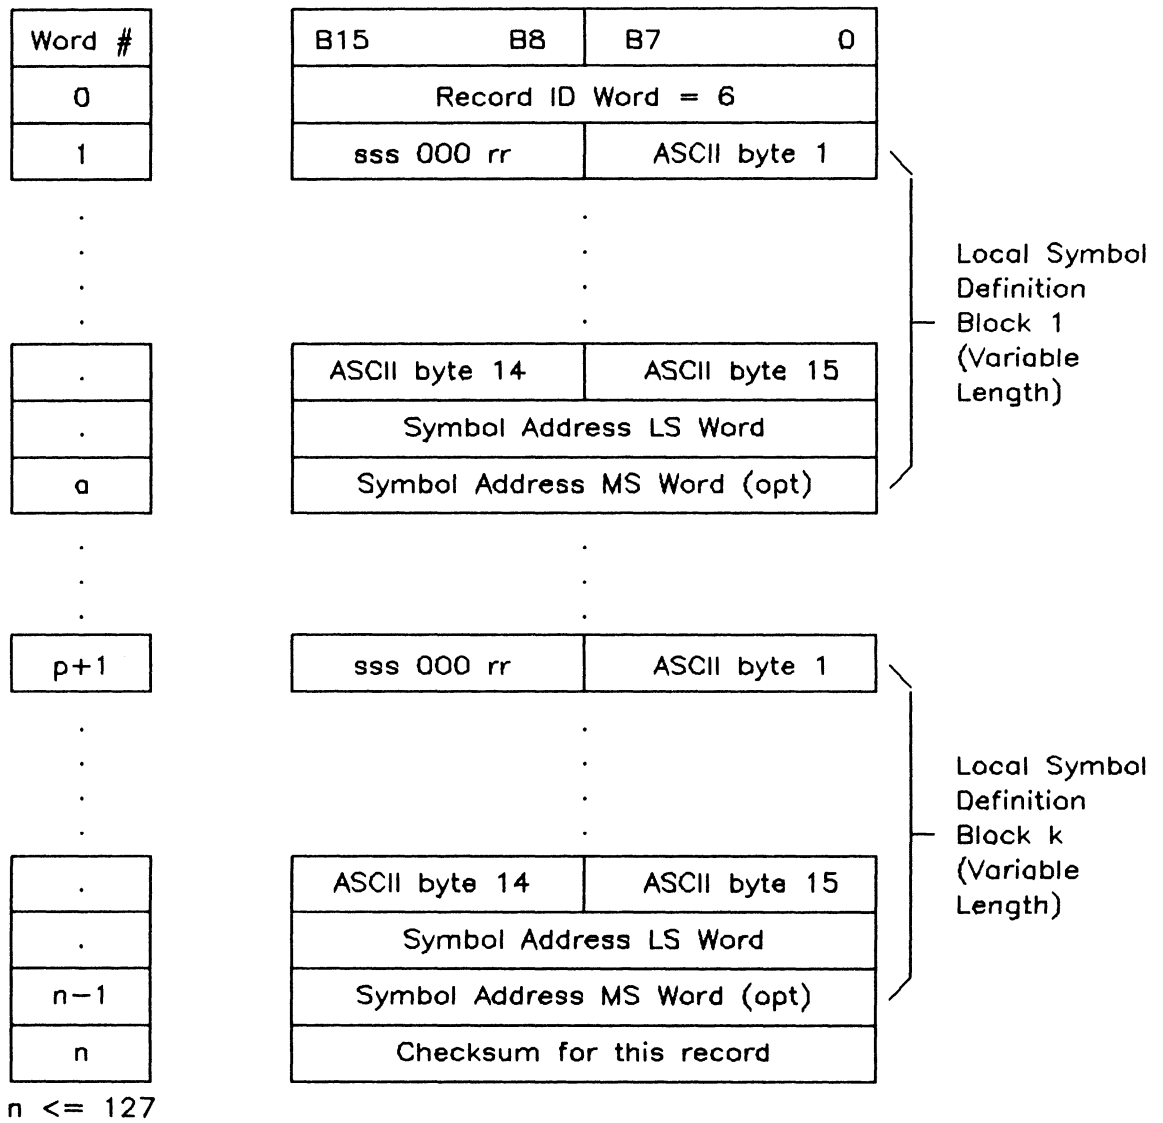 Word # B15 B8 B7 0
0 Record ID Word = 6
1 sss 000 rr ASCII byte 1
Local Symbol
Definition
Block 1
(Variable
Length)
. ASCII byte 14 ASCII byte 15
. Symbol Address LS Word
a Symbol Address MS Word (opt)
p+1 sss 000 rr ASCII byte 1
Local Symbol
Definition
Block k
(Variable
Length)
. ASCII byte 14 ASCII byte 15
. Symbol Address LS Word
n-1 Symbol Address MS Word (opt)
n Checksum for this record
n <= 127